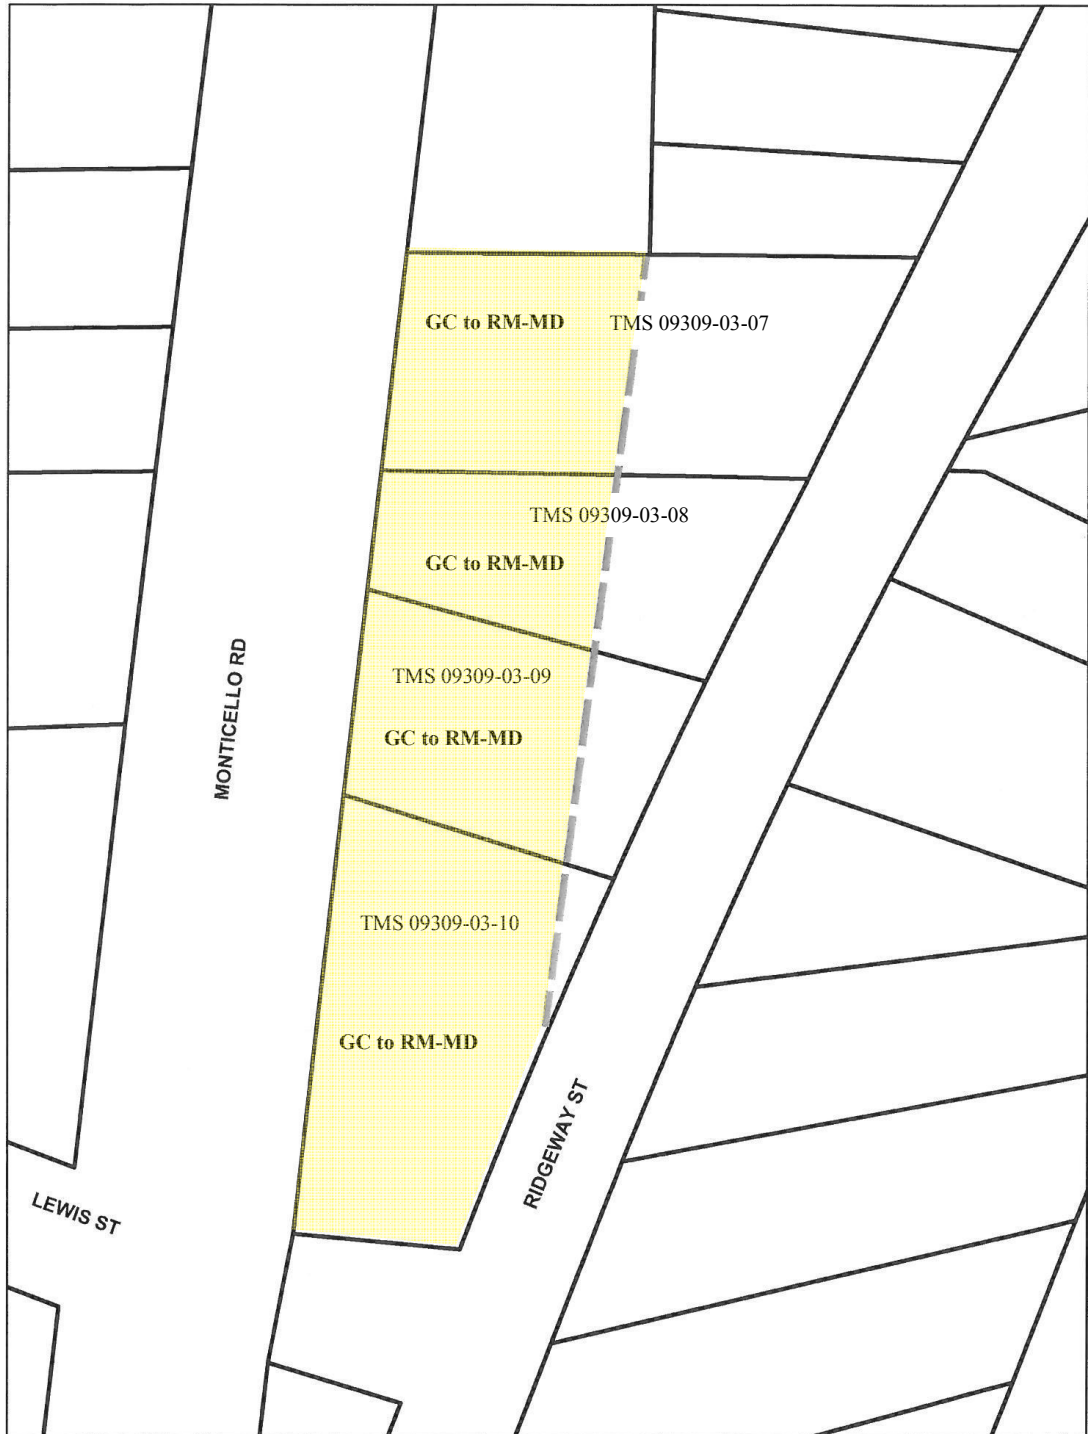 GC to RM-MD
TMS 09309-03-07
TMS 09309-03-08
GC to RM-MD
TMS 09309-03-09
GC to RM-MD
MONTICELLO RD
TMS 09309-03-10
GC to RM-MD
RIDGEWAY ST
LEWIS ST